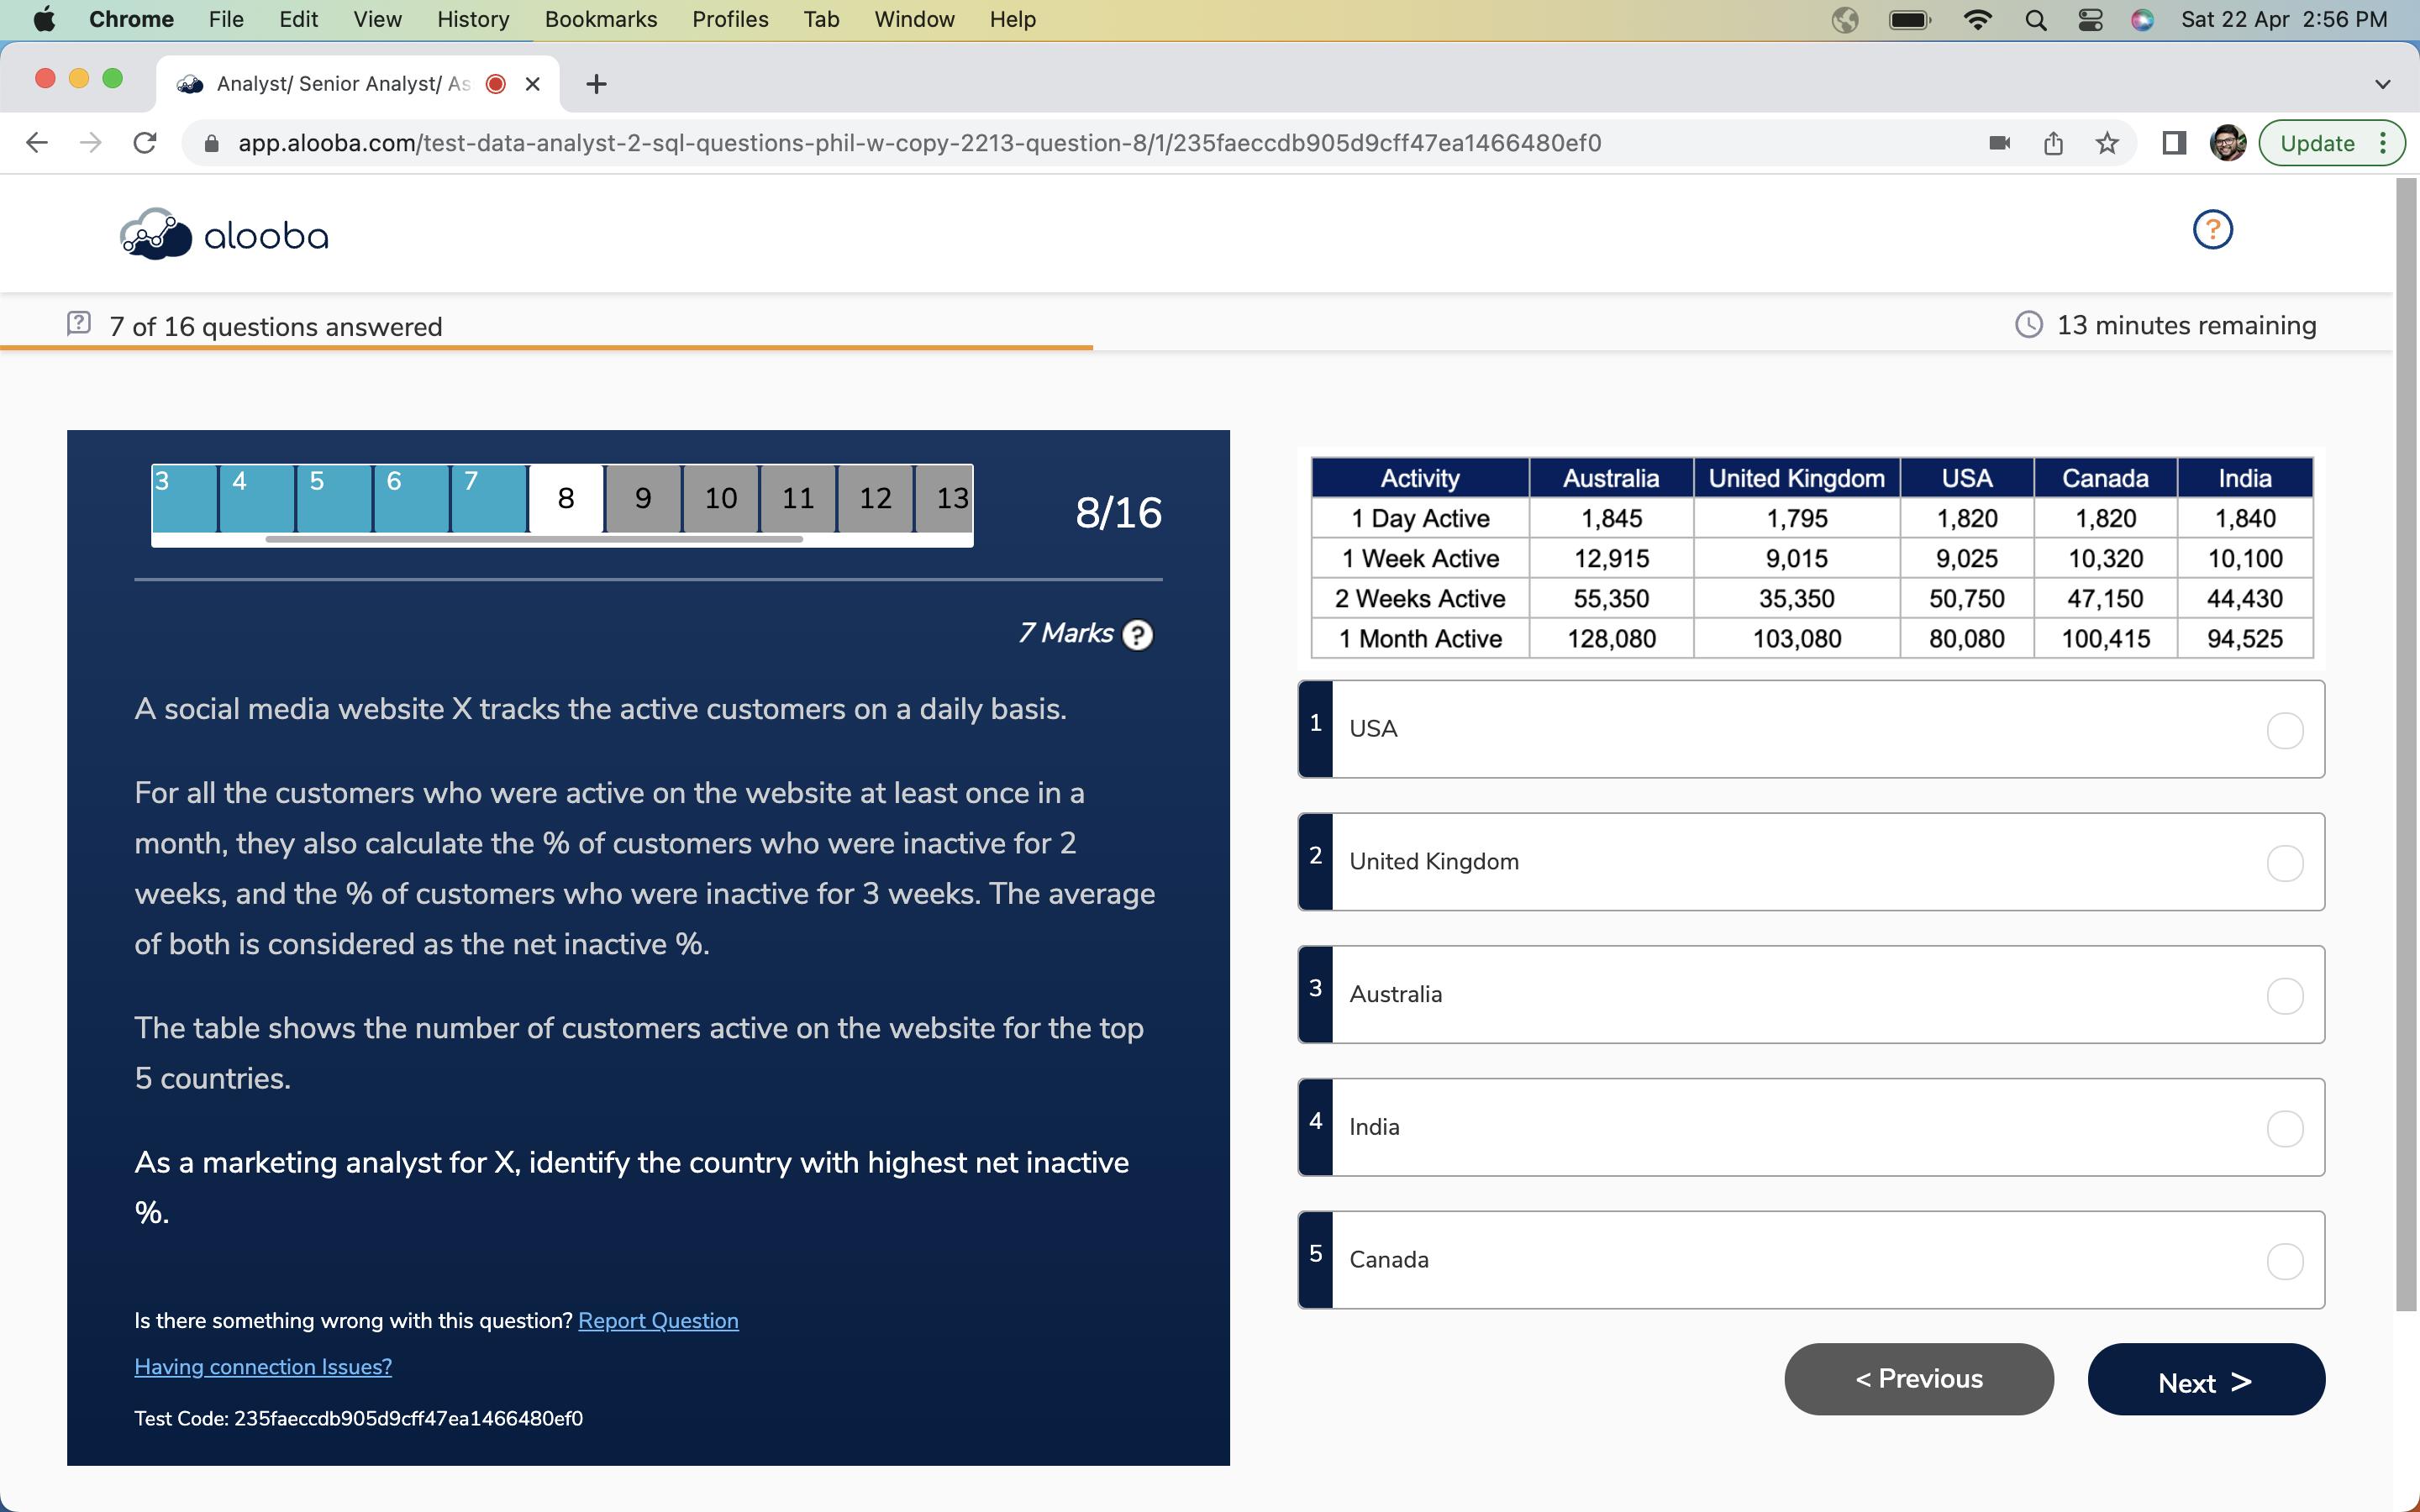 Chrome File Edit View History Bookmarks Profiles Tab Window Help Sat 22 Apr 2:56 PM
Analyst/ Senior Analyst/ As
app.alooba.com/test-data-analyst-2-sql-questions-phil-w-copy-2213-question-8/1/235faeccdb905d9cff47ea1466480ef0 Update
alooba ?
7 of 16 questions answered 13 minutes remaining
3 4 5 6 7 8 9 10 11 12 13
8/16
7 Marks ?
A social media website X tracks the active customers on a daily basis.
For all the customers who were active on the website at least once in a
month, they also calculate the % of customers who were inactive for 2
weeks, and the % of customers who were inactive for 3 weeks. The average
of both is considered as the net inactive %.
The table shows the number of customers active on the website for the top
5 countries.
As a marketing analyst for X, identify the country with highest net inactive
%.
Is there something wrong with this question? Report Question
Having connection Issues?
Test Code: 235faeccdb905d9cff47ea1466480ef0
Activity Australia United Kingdom USA Canada India
1 Day Active 1,845 1,795 1,820 1,820 1,840
1 Week Active 12,915 9,015 9,025 10,320 10,100
2 Weeks Active 55,350 35,350 50,750 47,150 44,430
1 Month Active 128,080 103,080 80,080 100,415 94,525
1 USA
2 United Kingdom
3 Australia
4 India
5 Canada
< Previous Next >